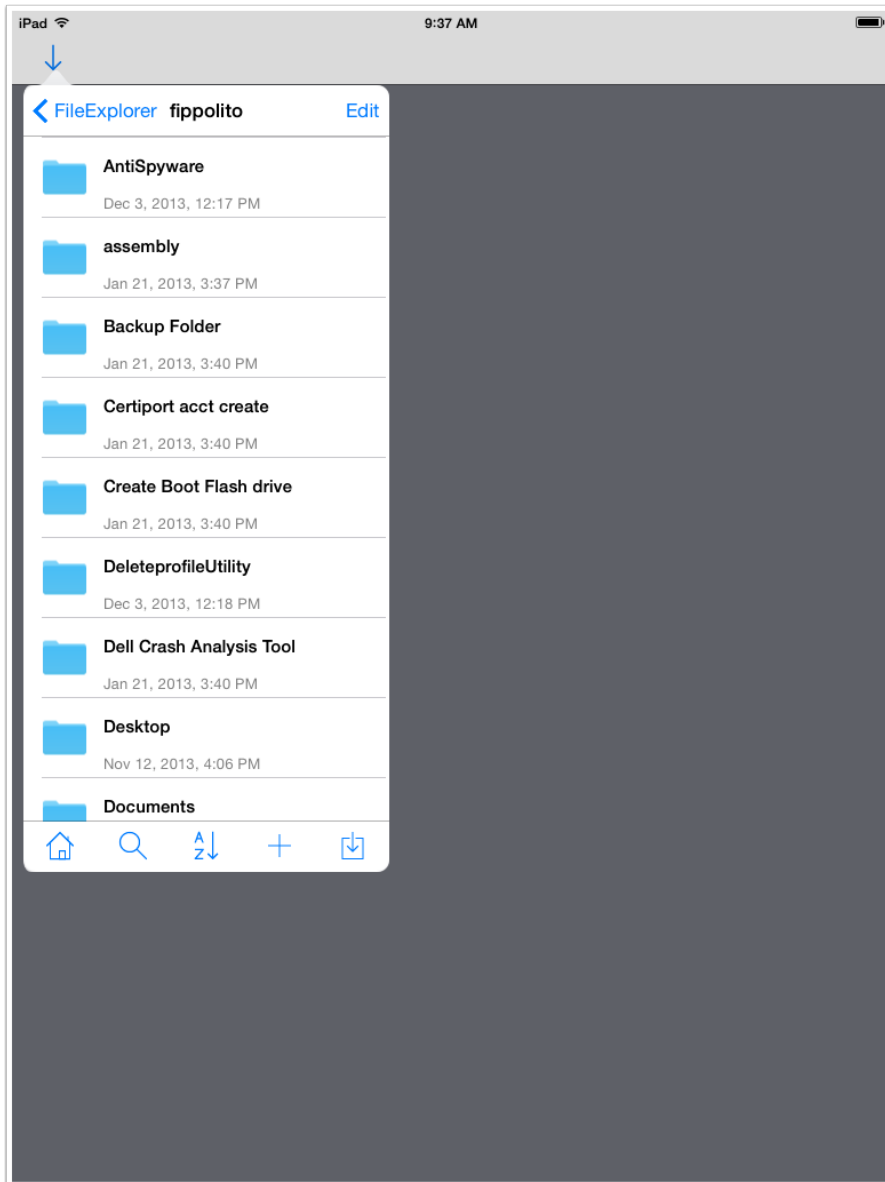 iPad 9:37 AM
FileExplorer fippolito Edit
AntiSpyware
Dec 3, 2013, 12:17 PM
assembly
Jan 21, 2013, 3:37 PM
Backup Folder
Jan 21, 2013, 3:40 PM
Certiport acct create
Jan 21, 2013, 3:40 PM
Create Boot Flash drive
Jan 21, 2013, 3:40 PM
DeleteprofileUtility
Dec 3, 2013, 12:18 PM
Dell Crash Analysis Tool
Jan 21, 2013, 3:40 PM
Desktop
Nov 12, 2013, 4:06 PM
Documents
A
Z